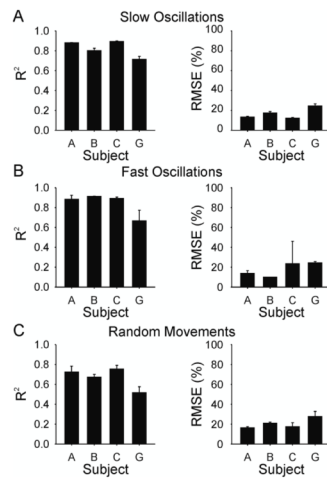 A
Slow Oscillations
R²
1.0
0.8
0.6
0.4
0.2
0.0
A B C G
Subject
RMSE (%)
100
80
60
40
20
0
A B C G
Subject
B
Fast Oscillations
R²
1.0
0.8
0.6
0.4
0.2
0.0
A B C G
Subject
RMSE (%)
100
80
60
40
20
0
A B C G
Subject
C
Random Movements
R²
1.0
0.8
0.6
0.4
0.2
0.0
A B C G
Subject
RMSE (%)
100
80
60
40
20
0
A B C G
Subject